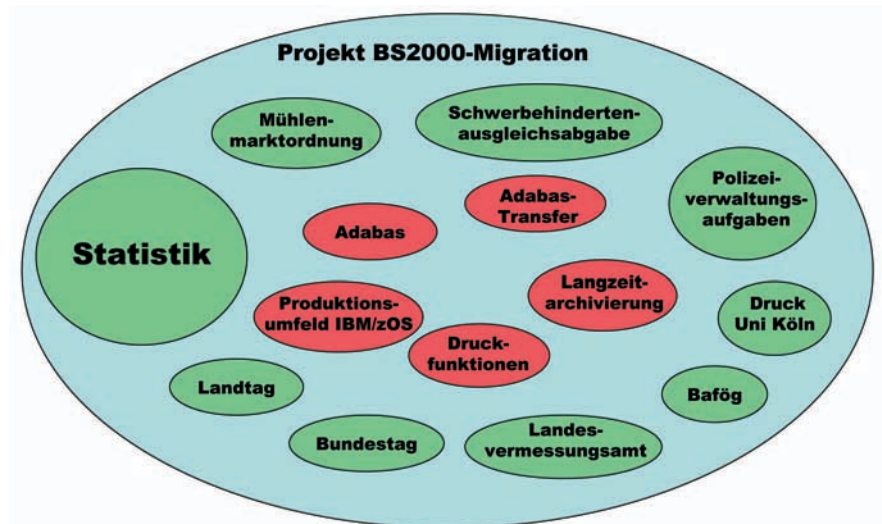 Projekt BS2000-Migration
Mühlen-
marktordnung
Schwerbehinderten-
ausgleichsabgabe
Polizei-
verwaltungs-
aufgaben
Adabas-
Transfer
Adabas
Statistik
Langzeit-
archivierung
Produktions-
umfeld IBM/zOS
Druck
Uni Köln
Druck-
funktionen
Landtag
Bafög
Bundestag
Landes-
vermessungsamt